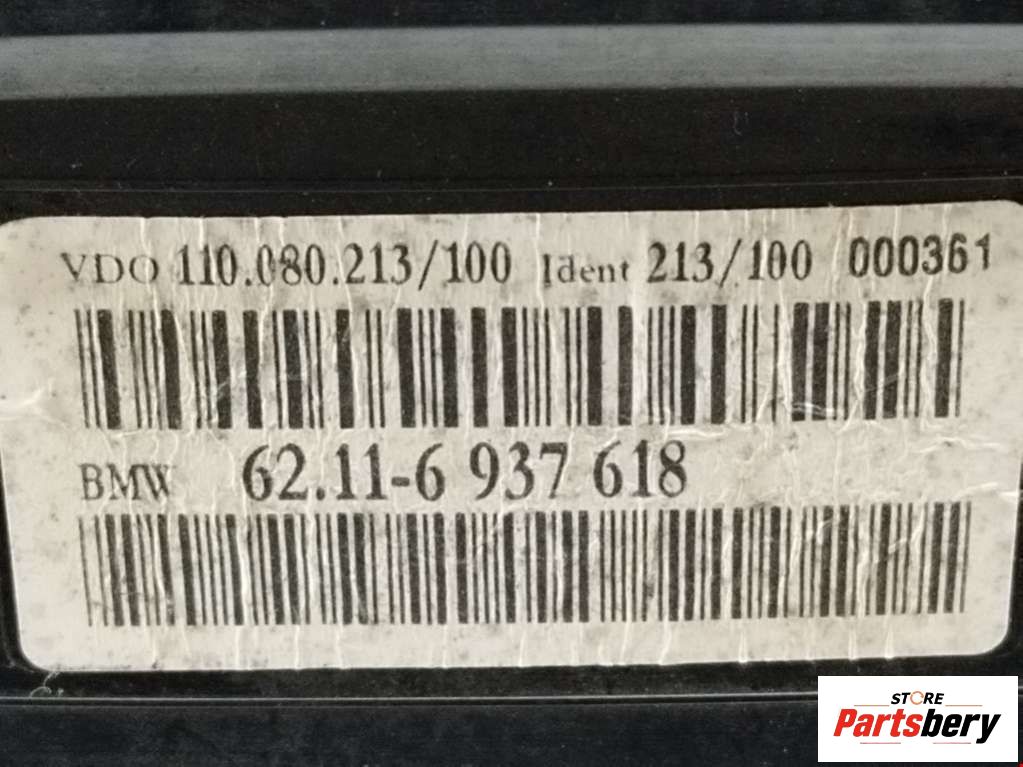 VDO 110.080.213/100 Ident 213/100 000361
BMW 62.11-6 937 618
STORE
Partsbery